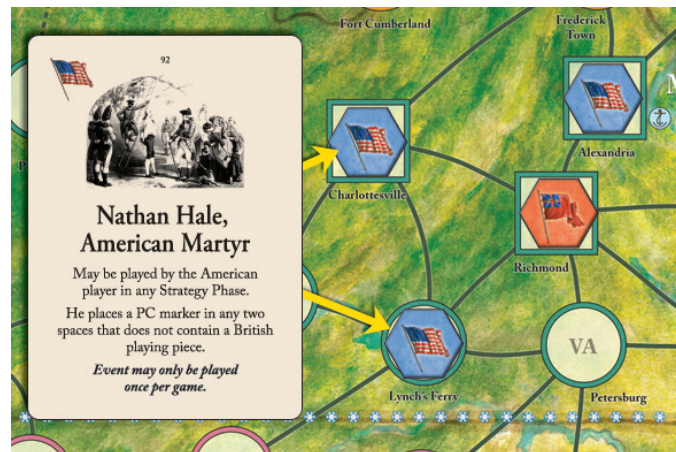 Fort Cumberland
Frederick
Town
92
Alexandria
Charlottesville
Nathan Hale,
American Martyr
Richmond
May be played by the American
player in any Strategy Phase.
He places a PC marker in any two
spaces that does not contain a British
playing piece.
VA
Event may only be played
once per game.
Lynch's Ferry
Petersburg